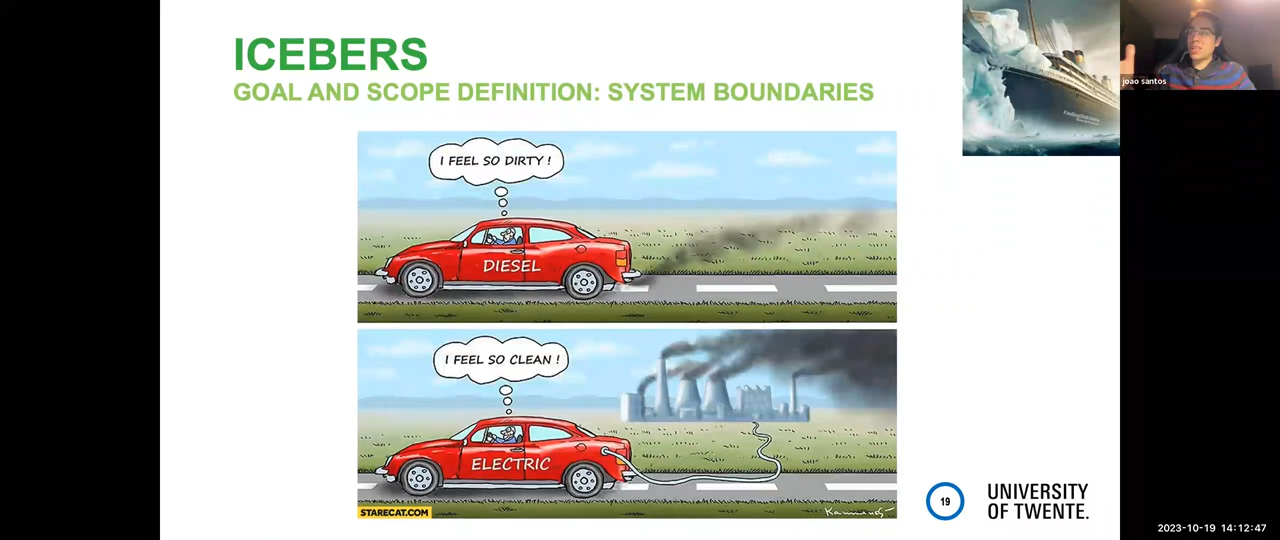 ICEBERS
GOAL AND SCOPE DEFINITION: SYSTEM BOUNDARIES
joao santos
I FEEL SO DIRTY !
DIESEL
I FEEL SO CLEAN !
ELECTRIC
STARECAT.COM
19
UNIVERSITY
OF TWENTE.
2023-10-19 14:12:47